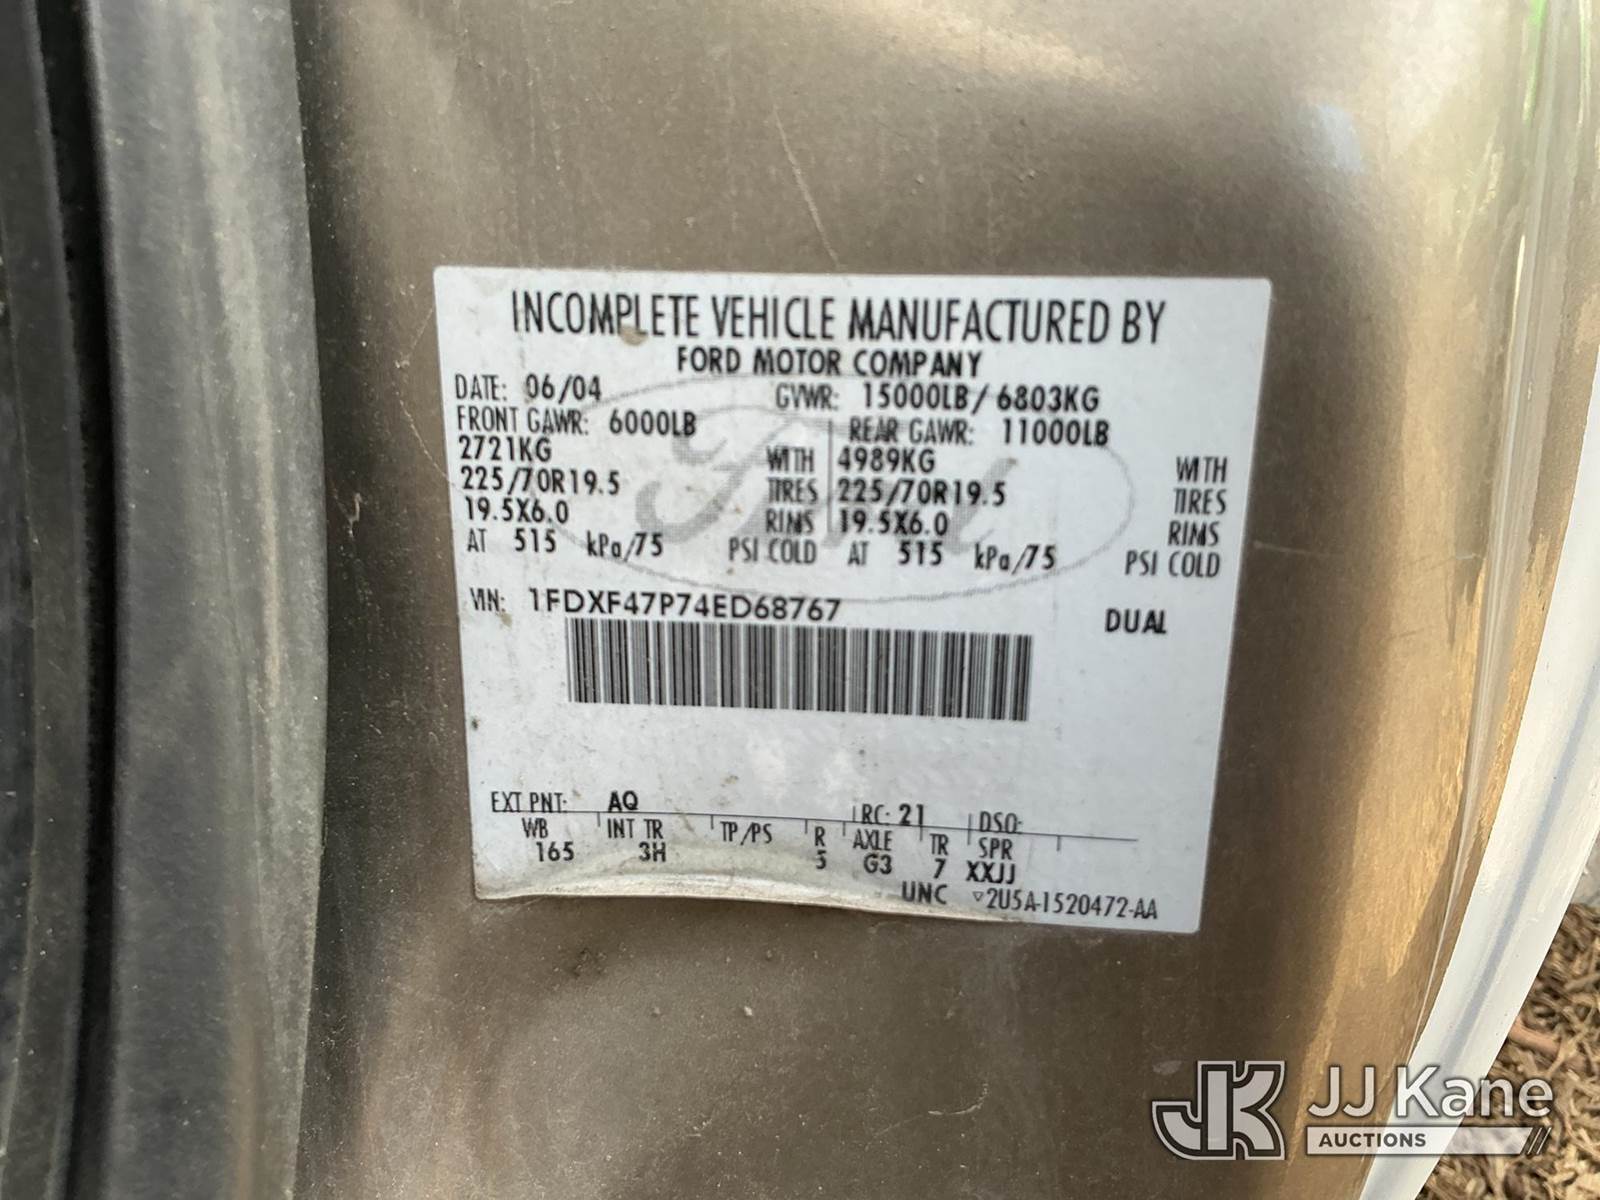 INCOMPLETE VEHICLE MANUFACTURED BY
FORD MOTOR COMPANY
DATE: 06/04 GVWR: 15000LB / 6803KG
FRONT GAWR: 6000LB REAR GAWR: 11000LB
2721KG WITH 4989KG WITH
225/70R19.5 TIRES 225/70R19.5 TIRES
19.5X6.0 RIMS 19.5X6.0 RIMS
AT 515 kPa/75 PSI COLD AT 515 kPa/75 PSI COLD
VIN: 1FDXF47P74ED68767 DUAL
EXT PNT: AQ RC: 21 DSO:
WB INT TR TP/PS R AXLE TR SPR
165 3H 5 G3 7 XXJJ
UNC ▽2U5A-1520472-AA
Ford
JK JJ Kane
AUCTIONS